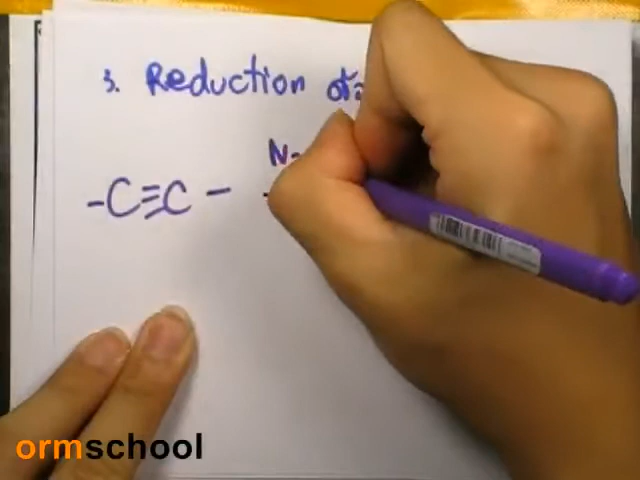 3. Reduction
-C≡C-
ormschool